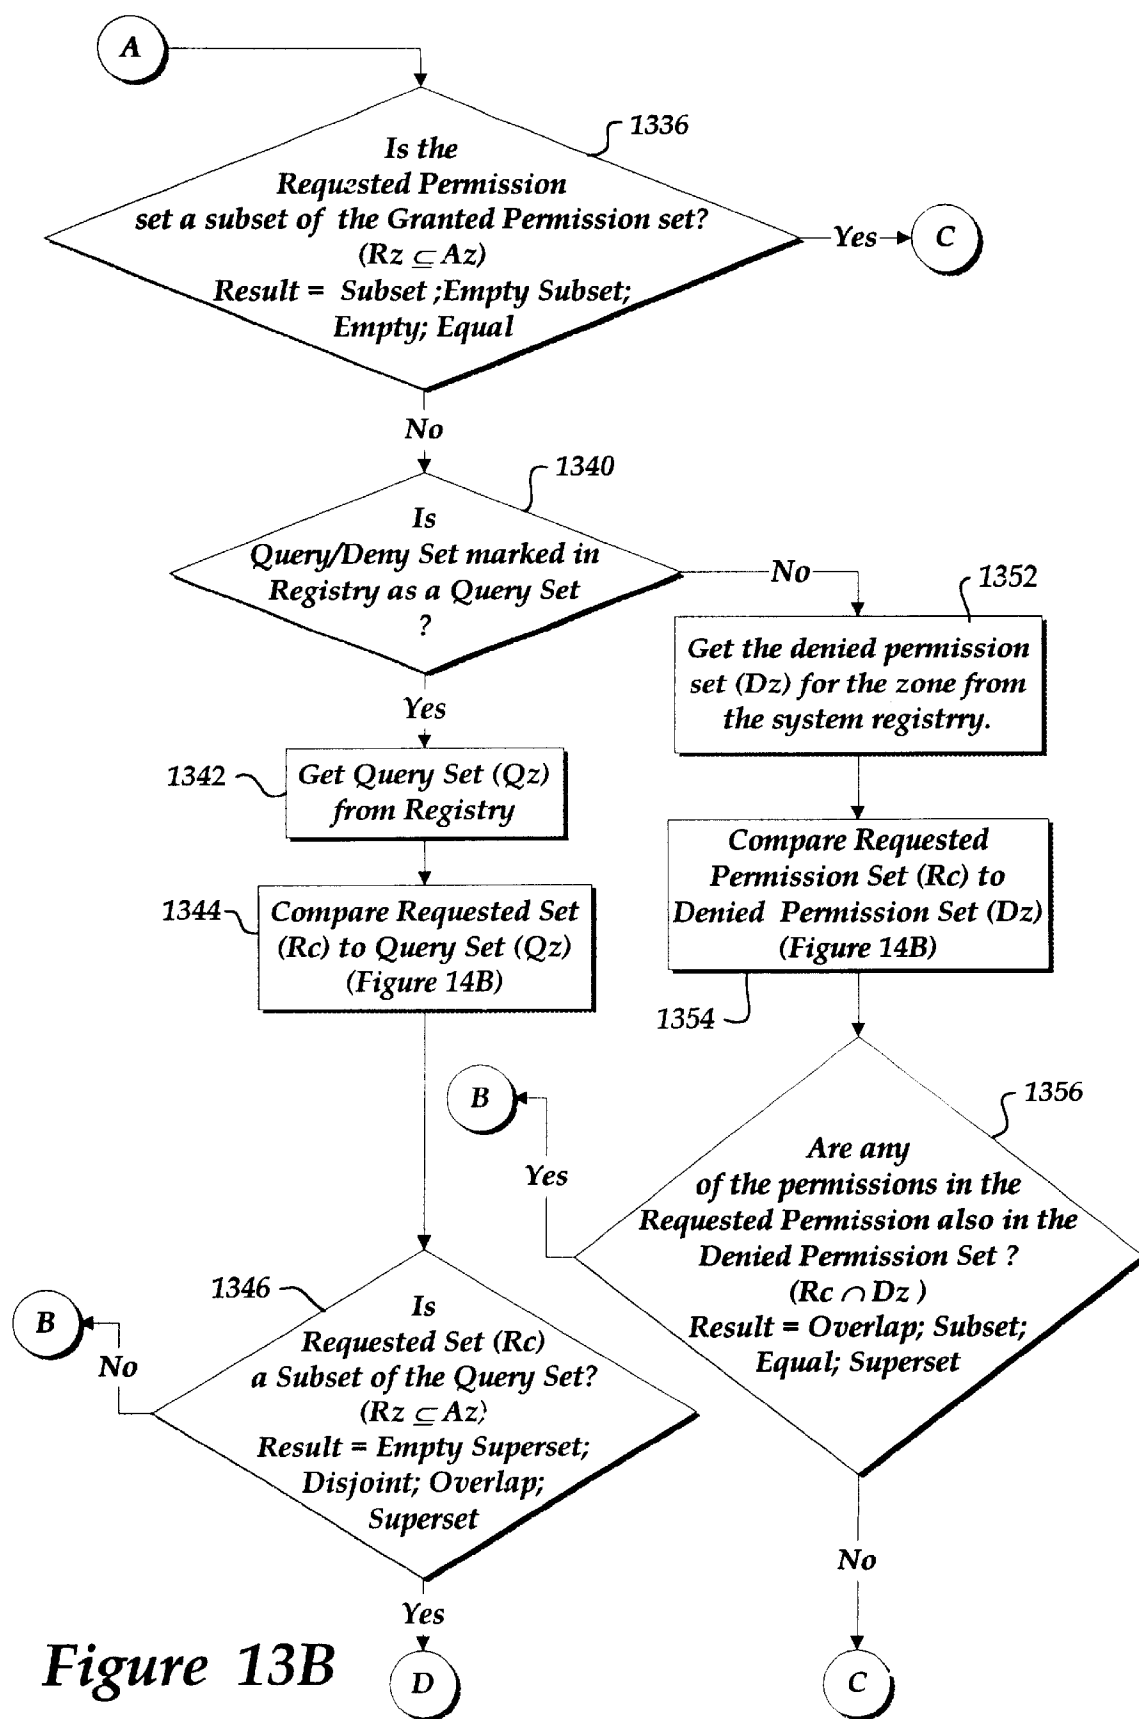 A
1336
Is the
Requested Permission
set a subset of the Granted Permission set?
(Rz ⊆ Az)
Result = Subset ;Empty Subset;
Empty; Equal
Yes
C
No
1340
Is
Query/Deny Set marked in
Registry as a Query Set
?
No
1352
Get the denied permission
set (Dz) for the zone from
the system registrry.
Yes
1342
Get Query Set (Qz)
from Registry
Compare Requested
Permission Set (Rc) to
Denied Permission Set (Dz)
(Figure 14B)
1354
1344
Compare Requested Set
(Rc) to Query Set (Qz)
(Figure 14B)
B
Yes
1356
Are any
of the permissions in the
Requested Permission also in the
Denied Permission Set ?
(Rc ∩ Dz )
Result = Overlap; Subset;
Equal; Superset
1346
B
No
Is
Requested Set (Rc)
a Subset of the Query Set?
(Rz ⊆ Az)
Result = Empty Superset;
Disjoint; Overlap;
Superset
No
Yes
D
C
Figure 13B